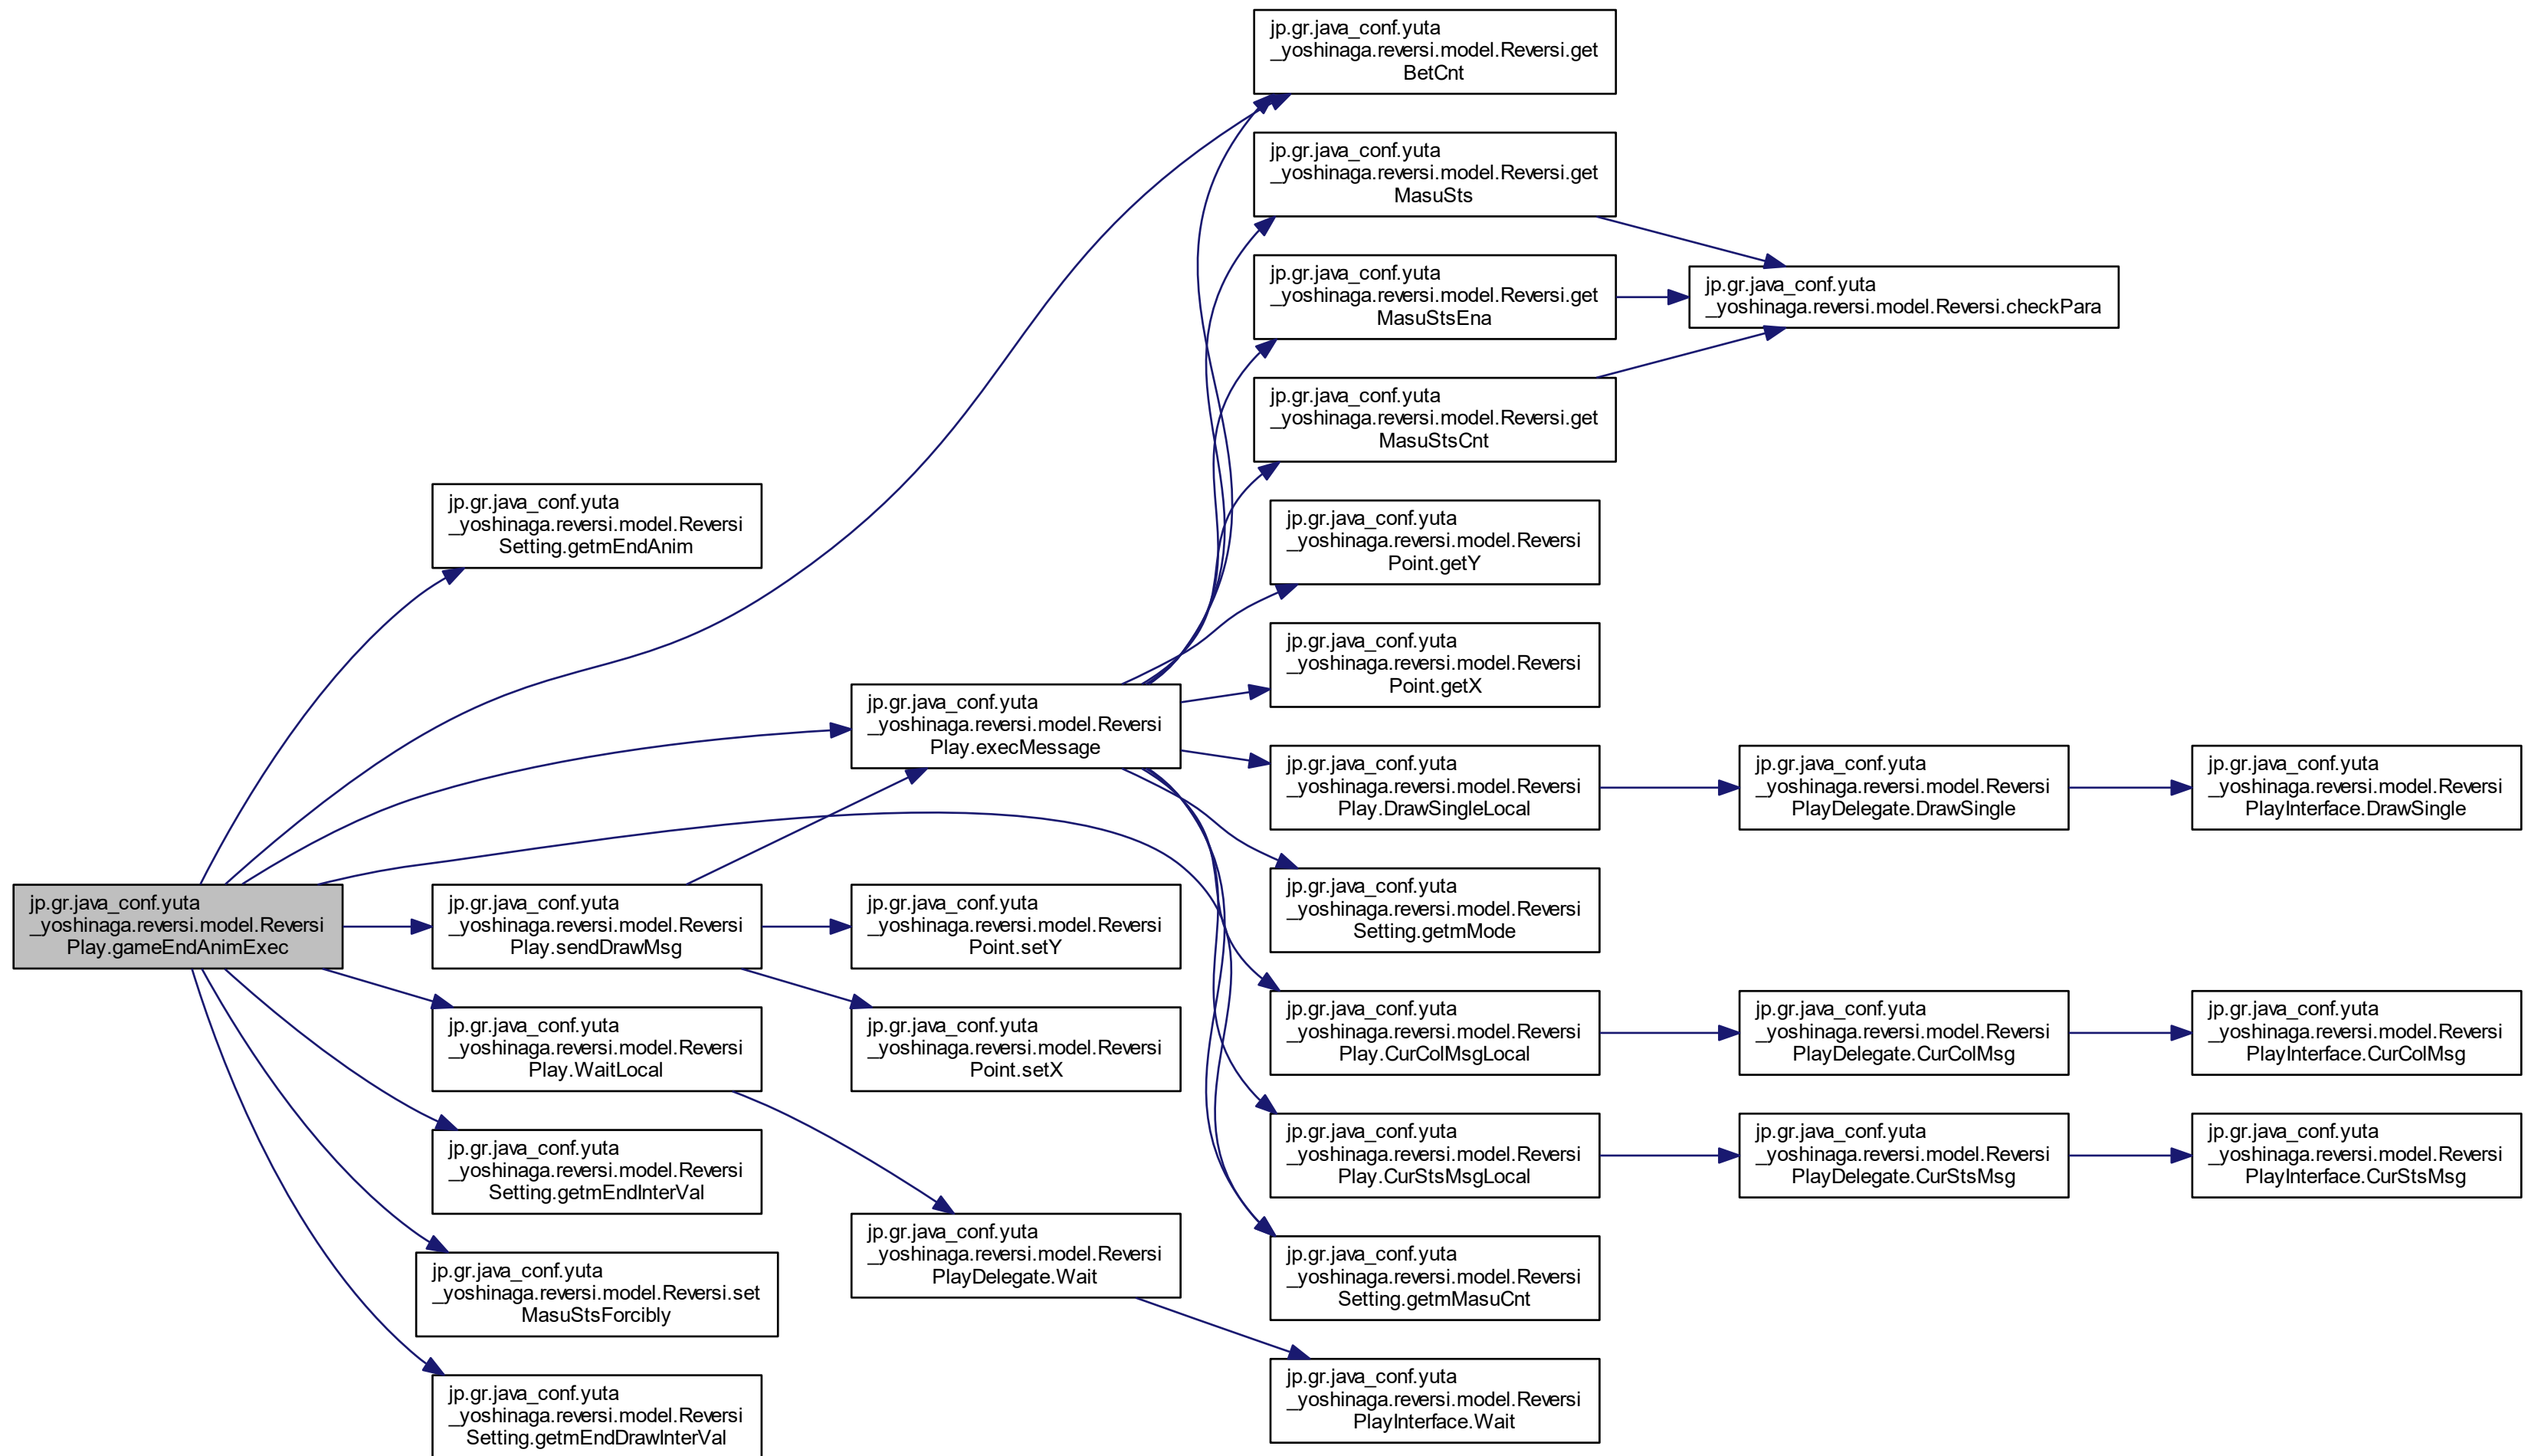 jp.gr.java_conf.yuta
_yoshinaga.reversi.model.Reversi
Play.gameEndAnimExec
jp.gr.java_conf.yuta
_yoshinaga.reversi.model.Reversi
Setting.getmEndAnim
jp.gr.java_conf.yuta
_yoshinaga.reversi.model.Reversi
Play.sendDrawMsg
jp.gr.java_conf.yuta
_yoshinaga.reversi.model.Reversi
Play.WaitLocal
jp.gr.java_conf.yuta
_yoshinaga.reversi.model.Reversi
Setting.getmEndInterVal
jp.gr.java_conf.yuta
_yoshinaga.reversi.model.Reversi.set
MasuStsForcibly
jp.gr.java_conf.yuta
_yoshinaga.reversi.model.Reversi
Setting.getmEndDrawInterVal
jp.gr.java_conf.yuta
_yoshinaga.reversi.model.Reversi
Play.execMessage
jp.gr.java_conf.yuta
_yoshinaga.reversi.model.Reversi
Point.setY
jp.gr.java_conf.yuta
_yoshinaga.reversi.model.Reversi
Point.setX
jp.gr.java_conf.yuta
_yoshinaga.reversi.model.Reversi
PlayDelegate.Wait
jp.gr.java_conf.yuta
_yoshinaga.reversi.model.Reversi.get
BetCnt
jp.gr.java_conf.yuta
_yoshinaga.reversi.model.Reversi.get
MasuSts
jp.gr.java_conf.yuta
_yoshinaga.reversi.model.Reversi.get
MasuStsEna
jp.gr.java_conf.yuta
_yoshinaga.reversi.model.Reversi.get
MasuStsCnt
jp.gr.java_conf.yuta
_yoshinaga.reversi.model.Reversi
Point.getY
jp.gr.java_conf.yuta
_yoshinaga.reversi.model.Reversi
Point.getX
jp.gr.java_conf.yuta
_yoshinaga.reversi.model.Reversi
Play.DrawSingleLocal
jp.gr.java_conf.yuta
_yoshinaga.reversi.model.Reversi
Setting.getmMode
jp.gr.java_conf.yuta
_yoshinaga.reversi.model.Reversi
Play.CurColMsgLocal
jp.gr.java_conf.yuta
_yoshinaga.reversi.model.Reversi
Play.CurStsMsgLocal
jp.gr.java_conf.yuta
_yoshinaga.reversi.model.Reversi
Setting.getmMasuCnt
jp.gr.java_conf.yuta
_yoshinaga.reversi.model.Reversi
PlayInterface.Wait
jp.gr.java_conf.yuta
_yoshinaga.reversi.model.Reversi.checkPara
jp.gr.java_conf.yuta
_yoshinaga.reversi.model.Reversi
PlayDelegate.DrawSingle
jp.gr.java_conf.yuta
_yoshinaga.reversi.model.Reversi
PlayDelegate.CurColMsg
jp.gr.java_conf.yuta
_yoshinaga.reversi.model.Reversi
PlayDelegate.CurStsMsg
jp.gr.java_conf.yuta
_yoshinaga.reversi.model.Reversi
PlayInterface.DrawSingle
jp.gr.java_conf.yuta
_yoshinaga.reversi.model.Reversi
PlayInterface.CurColMsg
jp.gr.java_conf.yuta
_yoshinaga.reversi.model.Reversi
PlayInterface.CurStsMsg